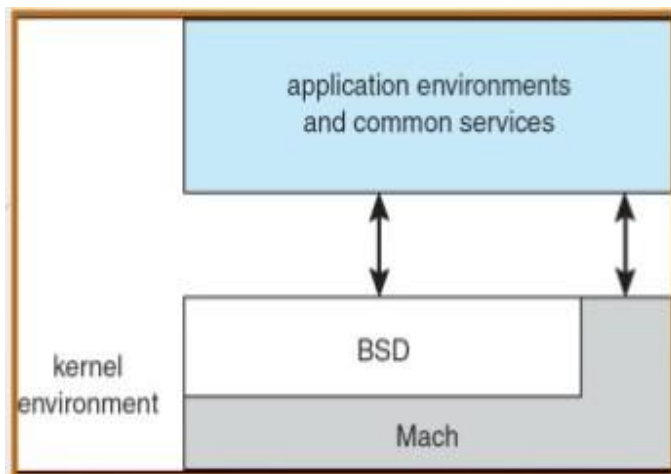 application environments
and common services
BSD
kernel
environment
Mach